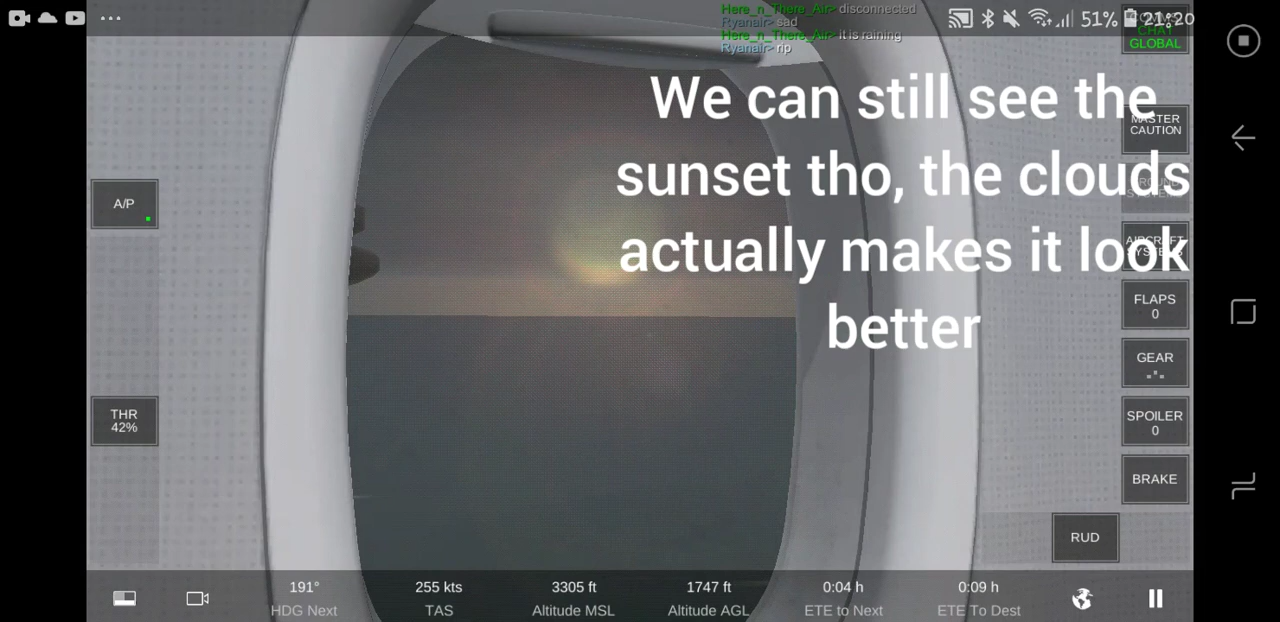 Here_n_There_Air> disconnected
Ryanair> sad
Here_n_There_Air> it is raining
Ryanair> rip
51% 21:20
CHAT
GLOBAL
We can still see the
sunset tho, the clouds
actually makes it look
better
MASTER
CAUTION
SYSTEMS
AIRCRAFT
SYSTEMS
A/P
FLAPS
0
GEAR
THR
42%
SPOILER
0
BRAKE
RUD
191° 255 kts 3305 ft 1747 ft 0:04 h 0:09 h
HDG Next TAS Altitude MSL Altitude AGL ETE to Next ETE To Dest